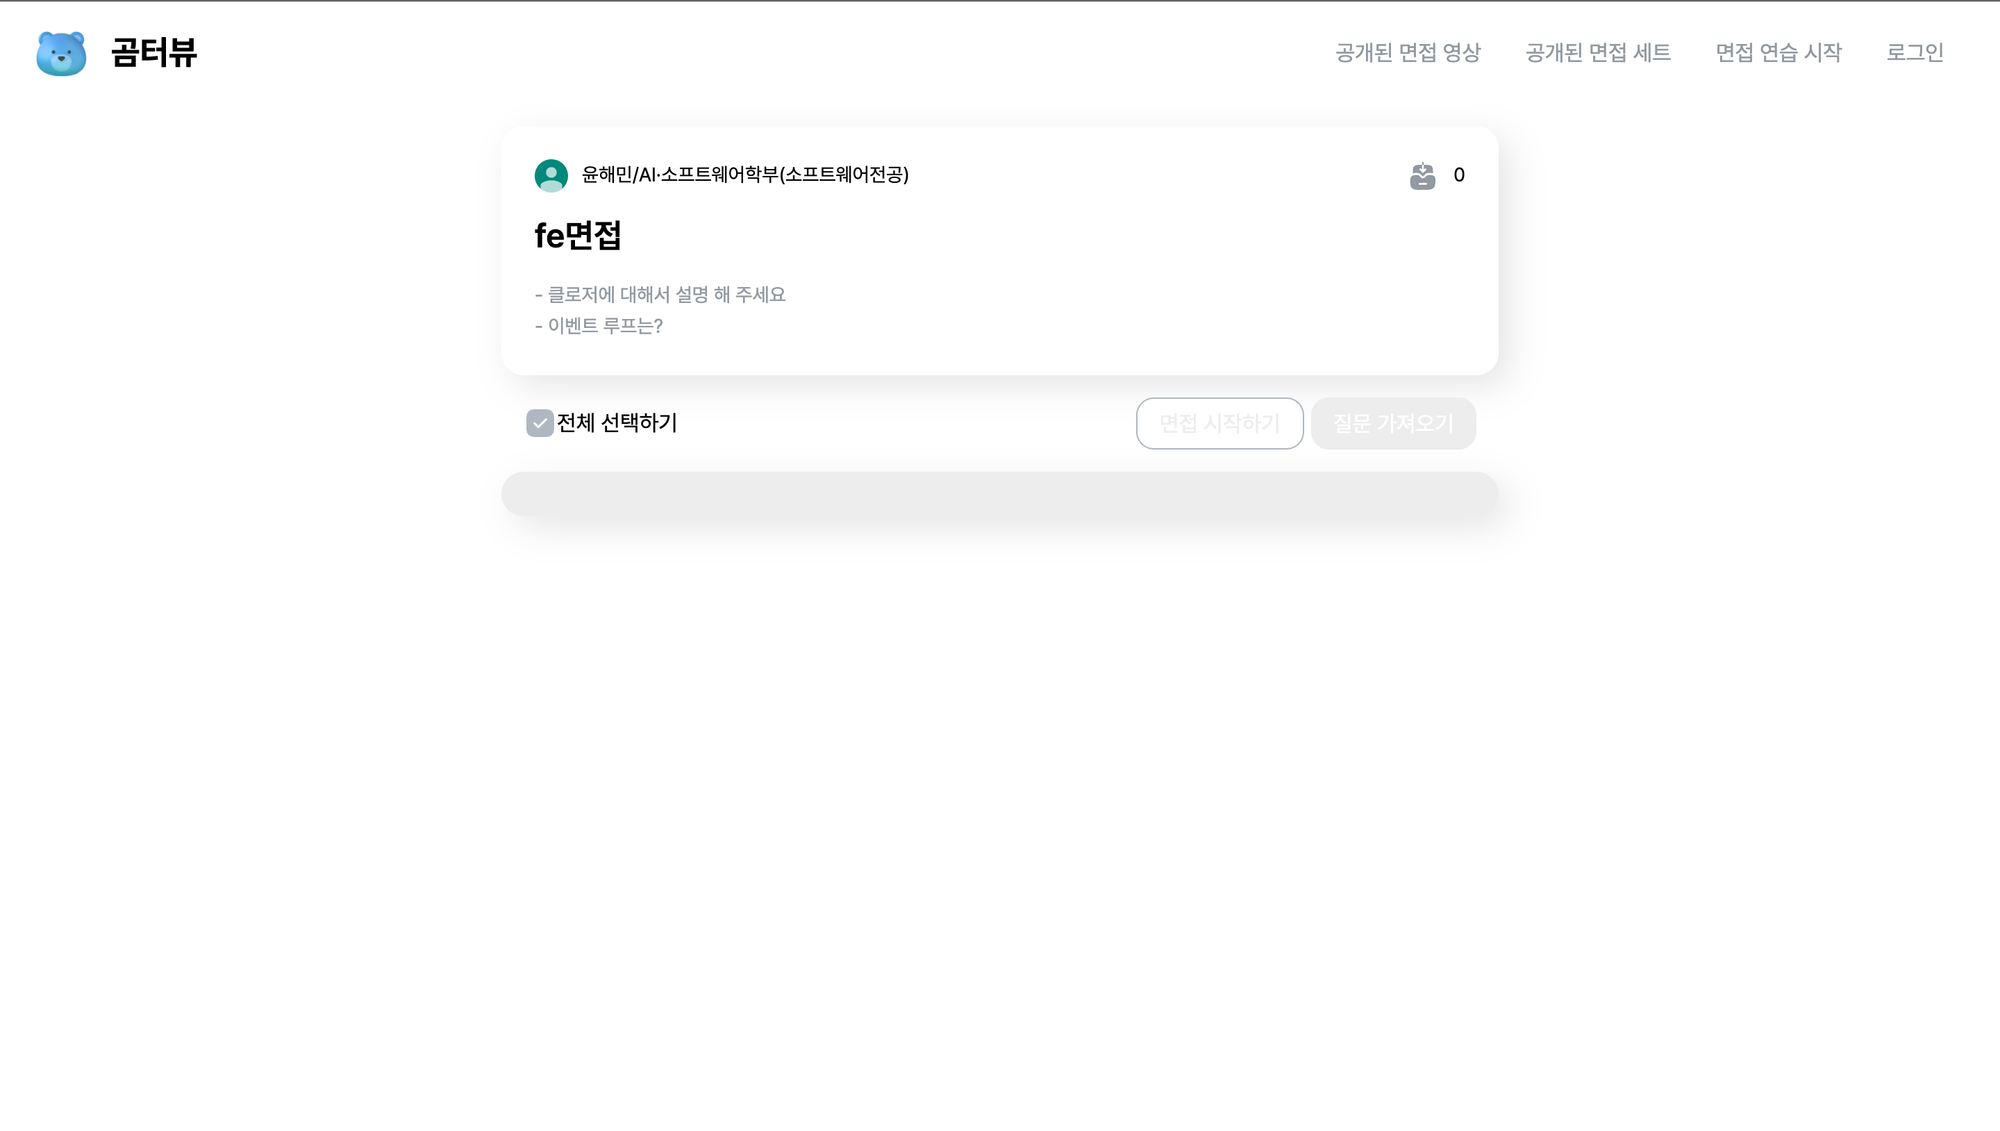 곰터뷰
공개된 면접 영상
공개된 면접 세트
면접 연습 시작
로그인
윤해민/AI·소프트웨어학부(소프트웨어전공)
0
fe면접
- 클로저에 대해서 설명 해 주세요
- 이벤트 루프는?
전체 선택하기
면접 시작하기
질문 가져오기